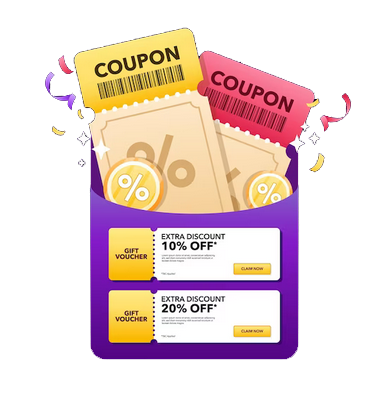 COUPON
COUPON
%
%
%
GIFT
VOUCHER
EXTRA DISCOUNT
10% OFF*
CLAIM NOW
GIFT
VOUCHER
EXTRA DISCOUNT
20% OFF*
CLAIM NOW